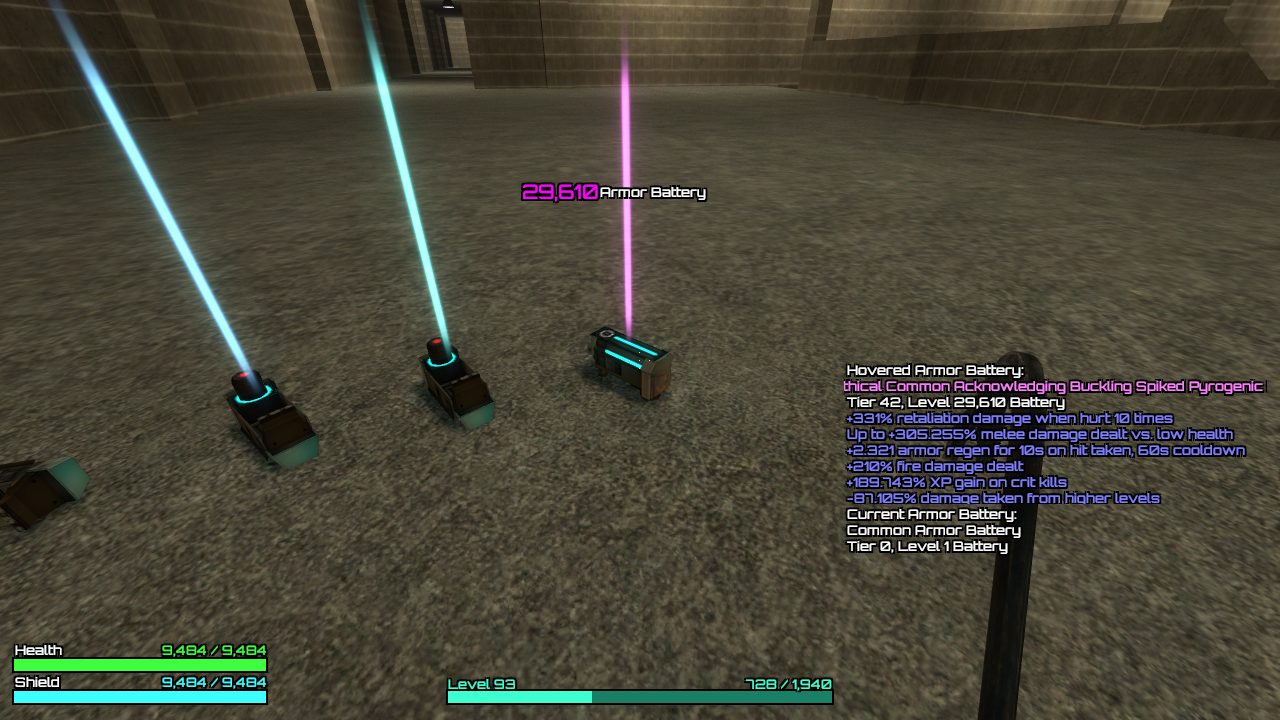 29,610 Armor Battery
Hovered Armor Battery:
Common Acknowledging Buckling Spiked Pyrogenic
Tier 42, Level 29,610 Battery
+331% retaliation damage when hurt 10 times
Up to +305.255% melee damage dealt vs. low health
+2.321 armor regen for 10s on hit taken, 60s cooldown
+210% fire damage dealt
+189.743% XP gain on crit kills
-87.105% damage taken from higher levels
Current Armor Battery:
Common Armor Battery
Tier 0, Level 1 Battery
Health 9,484 / 9,484
Shield 9,484 / 9,484
Level 93 728 / 1,940